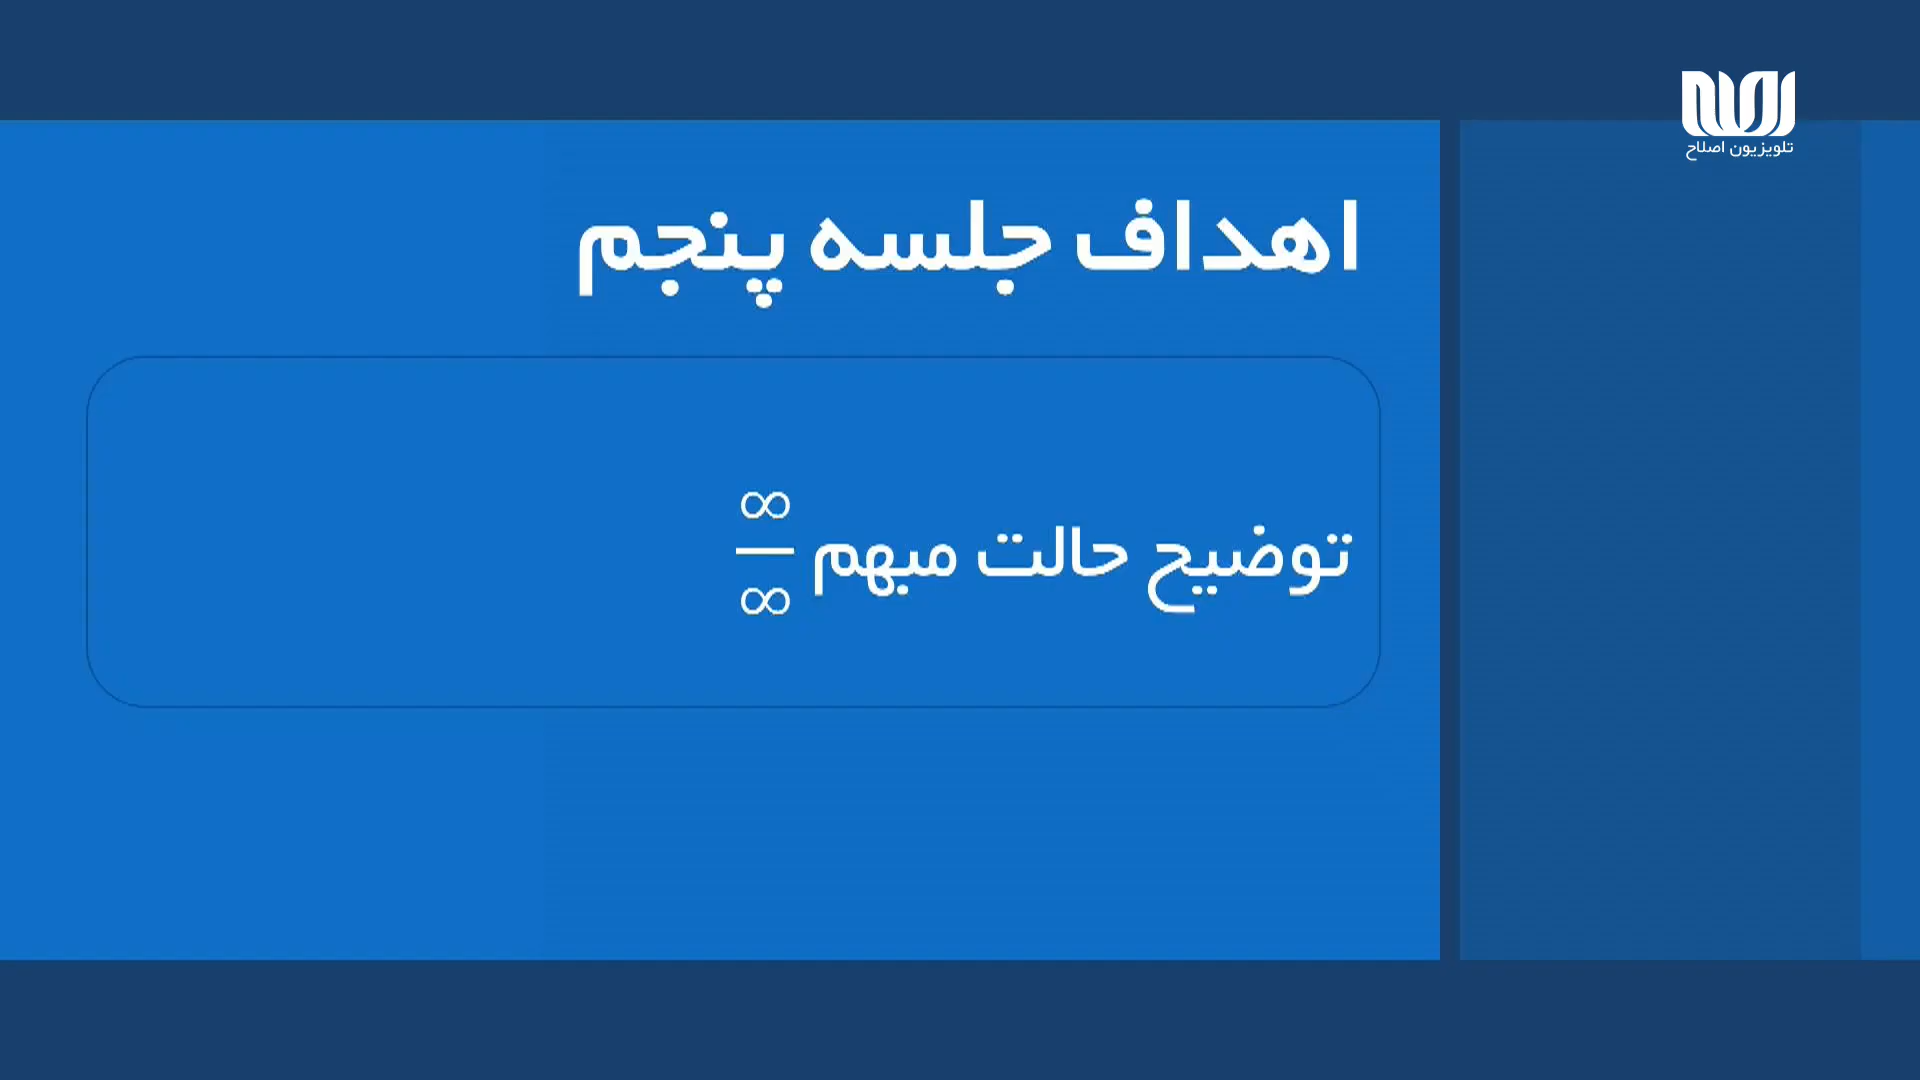 تلویزیون اصلاح
اهداف جلسه پنجم
توضیح حالت مبهم ∞/∞